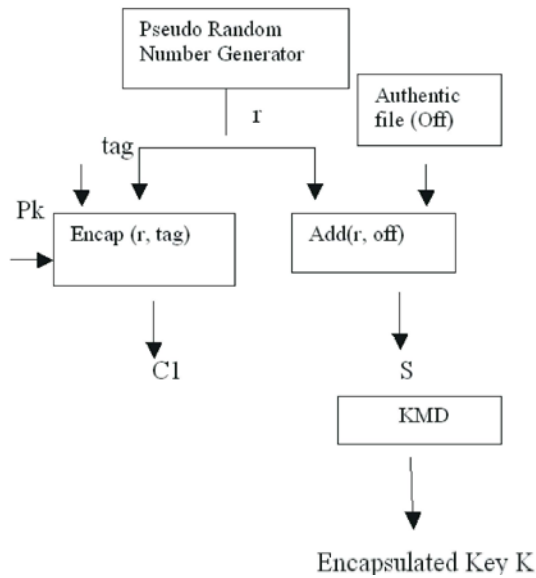 Pseudo Random
Number Generator
r
Authentic
file (Off)
tag
Pk
Encap (r, tag)
Add(r, off)
C1
S
KMD
Encapsulated Key K